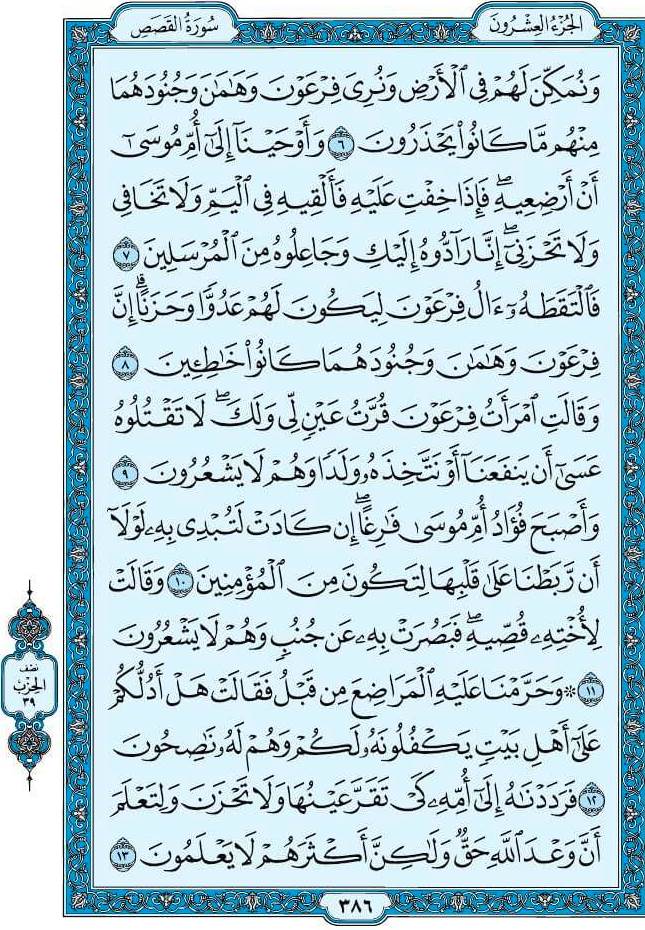 الجُزْءُ العِشْرُونَ
سُورَةُ القَصَصِ
وَنُمَكِّنَ لَهُمْ فِى ٱلْأَرْضِ وَنُرِىَ فِرْعَوْنَ وَهَٰمَٰنَ وَجُنُودَهُمَا
مِنْهُم مَّا كَانُوا۟ يَحْذَرُونَ ٦ وَأَوْحَيْنَآ إِلَىٰٓ أُمِّ مُوسَىٰٓ
أَنْ أَرْضِعِيهِ ۖ فَإِذَا خِفْتِ عَلَيْهِ فَأَلْقِيهِ فِى ٱلْيَمِّ وَلَا تَخَافِى
وَلَا تَحْزَنِىٓ ۖ إِنَّا رَآدُّوهُ إِلَيْكِ وَجَاعِلُوهُ مِنَ ٱلْمُرْسَلِينَ ٧
فَٱلْتَقَطَهُۥٓ ءَالُ فِرْعَوْنَ لِيَكُونَ لَهُمْ عَدُوًّا وَحَزَنًا ۗ إِنَّ
فِرْعَوْنَ وَهَٰمَٰنَ وَجُنُودَهُمَا كَانُوا۟ خَٰطِـِٔينَ ٨
وَقَالَتِ ٱمْرَأَتُ فِرْعَوْنَ قُرَّتُ عَيْنٍ لِّى وَلَكَ ۖ لَا تَقْتُلُوهُ
عَسَىٰٓ أَن يَنفَعَنَآ أَوْ نَتَّخِذَهُۥ وَلَدًا وَهُمْ لَا يَشْعُرُونَ ٩
وَأَصْبَحَ فُؤَادُ أُمِّ مُوسَىٰ فَٰرِغًا ۖ إِن كَادَتْ لَتُبْدِى بِهِۦ لَوْلَآ
أَن رَّبَطْنَا عَلَىٰ قَلْبِهَا لِتَكُونَ مِنَ ٱلْمُؤْمِنِينَ ١٠ وَقَالَتْ
لِأُخْتِهِۦ قُصِّيهِ ۖ فَبَصُرَتْ بِهِۦ عَن جُنُبٍ وَهُمْ لَا يَشْعُرُونَ
١١ ۞ وَحَرَّمْنَا عَلَيْهِ ٱلْمَرَاضِعَ مِن قَبْلُ فَقَالَتْ هَلْ أَدُلُّكُمْ
عَلَىٰٓ أَهْلِ بَيْتٍ يَكْفُلُونَهُۥ لَكُمْ وَهُمْ لَهُۥ نَٰصِحُونَ
١٢ فَرَدَدْنَٰهُ إِلَىٰٓ أُمِّهِۦ كَىْ تَقَرَّ عَيْنُهَا وَلَا تَحْزَنَ وَلِتَعْلَمَ
أَنَّ وَعْدَ ٱللَّهِ حَقٌّ وَلَٰكِنَّ أَكْثَرَهُمْ لَا يَعْلَمُونَ ١٣
نصف
الحِزْبِ
٣٩
٣٨٦